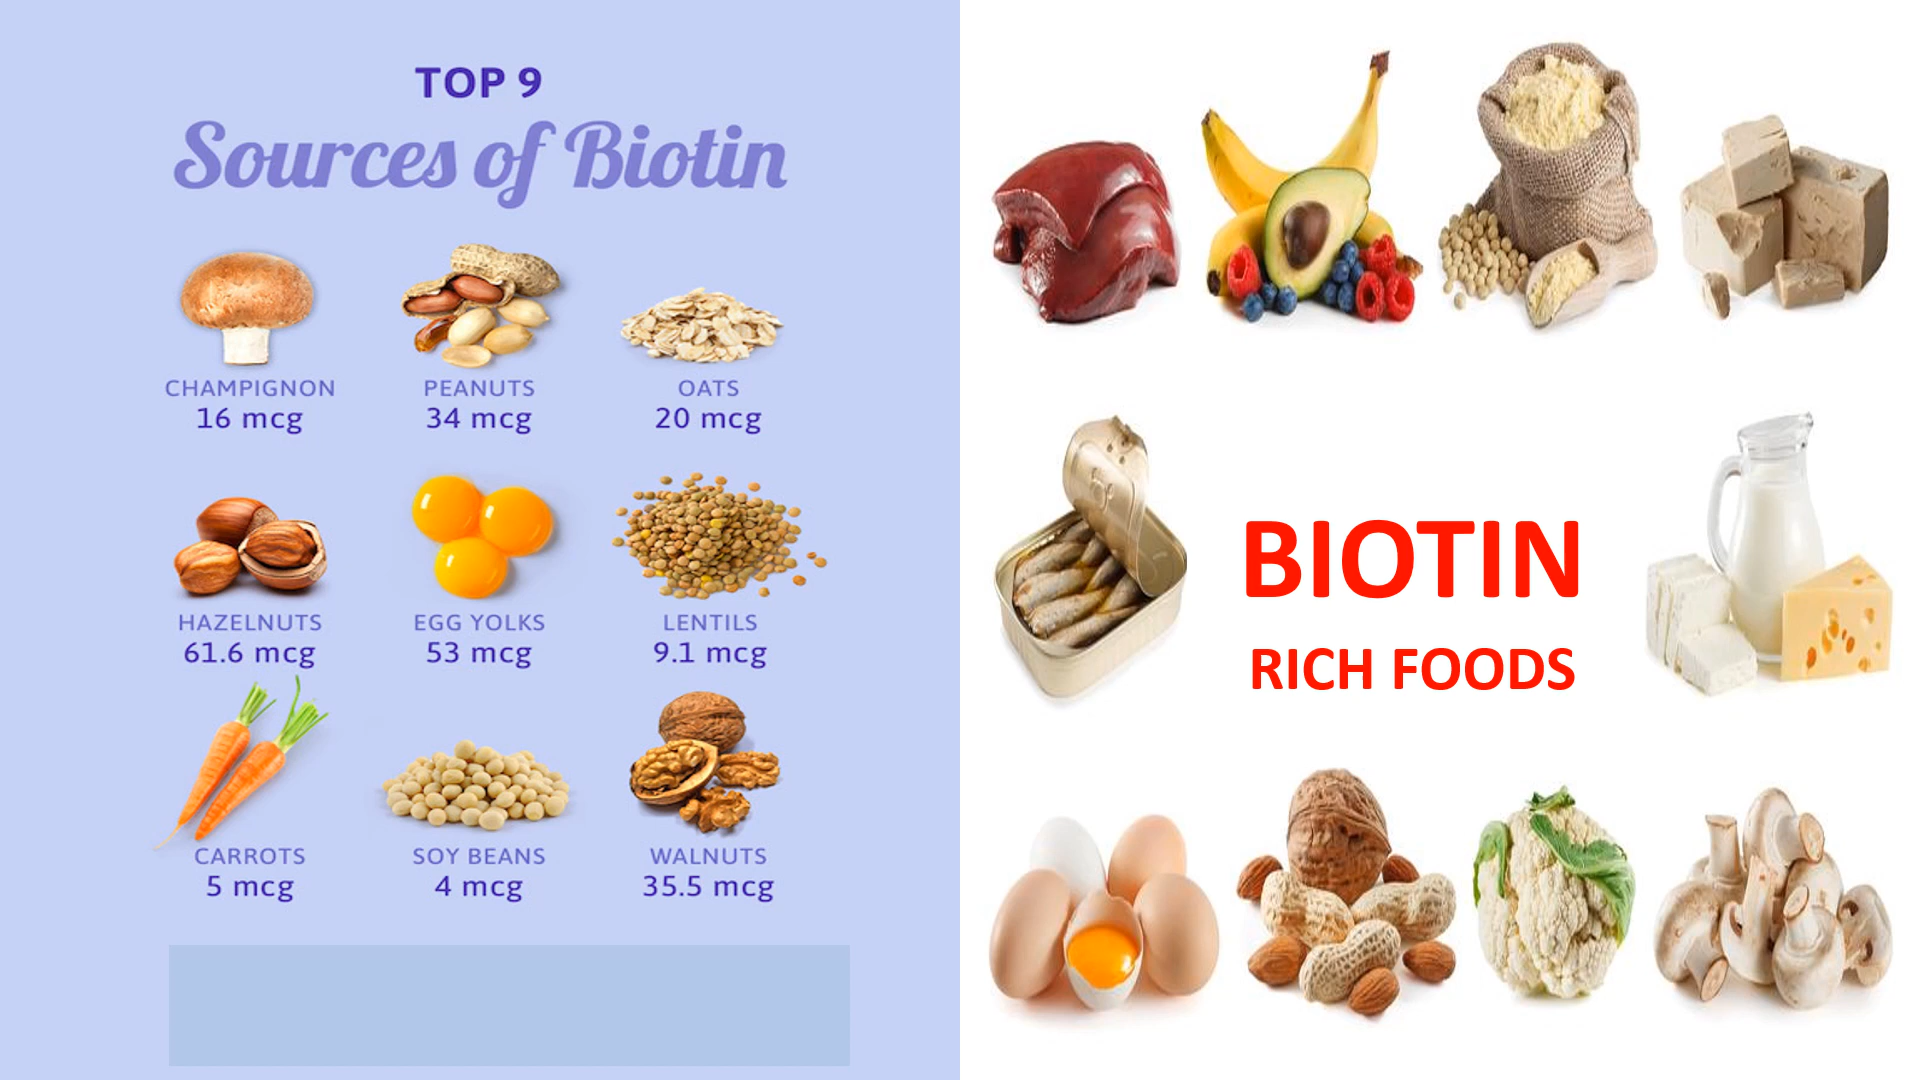 TOP 9
Sources of Biotin
CHAMPIGNON
16 mcg
PEANUTS
34 mcg
OATS
20 mcg
HAZELNUTS
61.6 mcg
EGG YOLKS
53 mcg
LENTILS
9.1 mcg
CARROTS
5 mcg
SOY BEANS
4 mcg
WALNUTS
35.5 mcg
BIOTIN
RICH FOODS